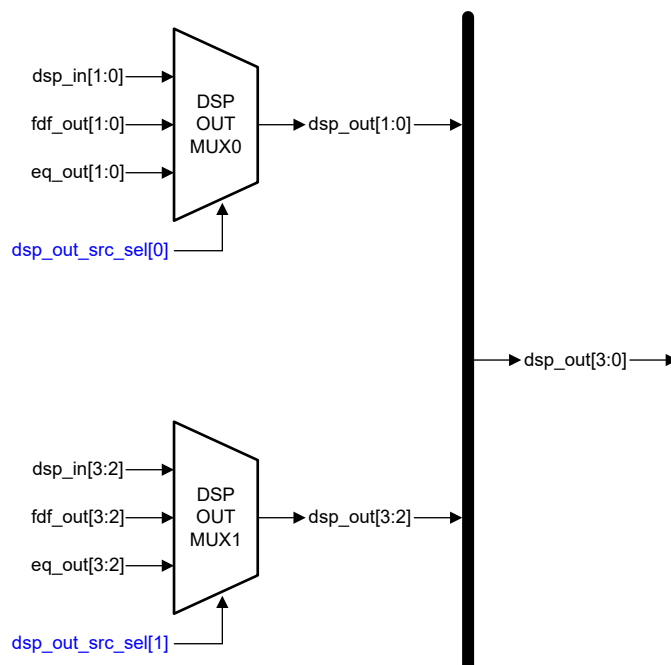 dsp_in[1:0]
fdf_out[1:0]
eq_out[1:0]
DSP
OUT
MUX0
dsp_out[1:0]
dsp_out_src_sel[0]
dsp_out[3:0]
dsp_in[3:2]
fdf_out[3:2]
eq_out[3:2]
DSP
OUT
MUX1
dsp_out[3:2]
dsp_out_src_sel[1]